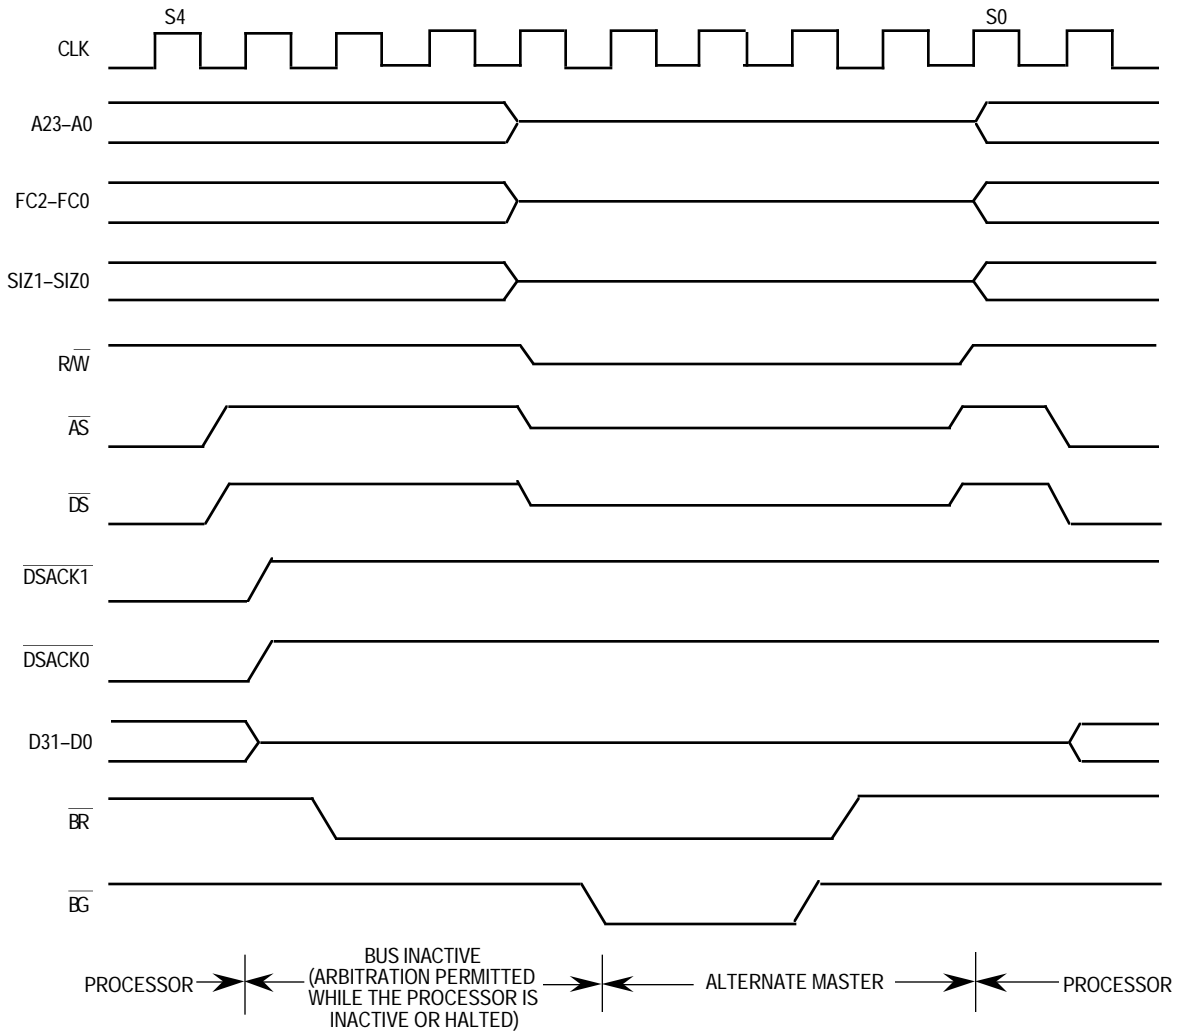 S4
S0
CLK
A23–A0
FC2–FC0
SIZ1–SIZ0
R/W
AS
DS
DSACK1
DSACK0
D31–D0
BR
BG
PROCESSOR
BUS INACTIVE
(ARBITRATION PERMITTED
WHILE THE PROCESSOR IS
INACTIVE OR HALTED)
ALTERNATE MASTER
PROCESSOR